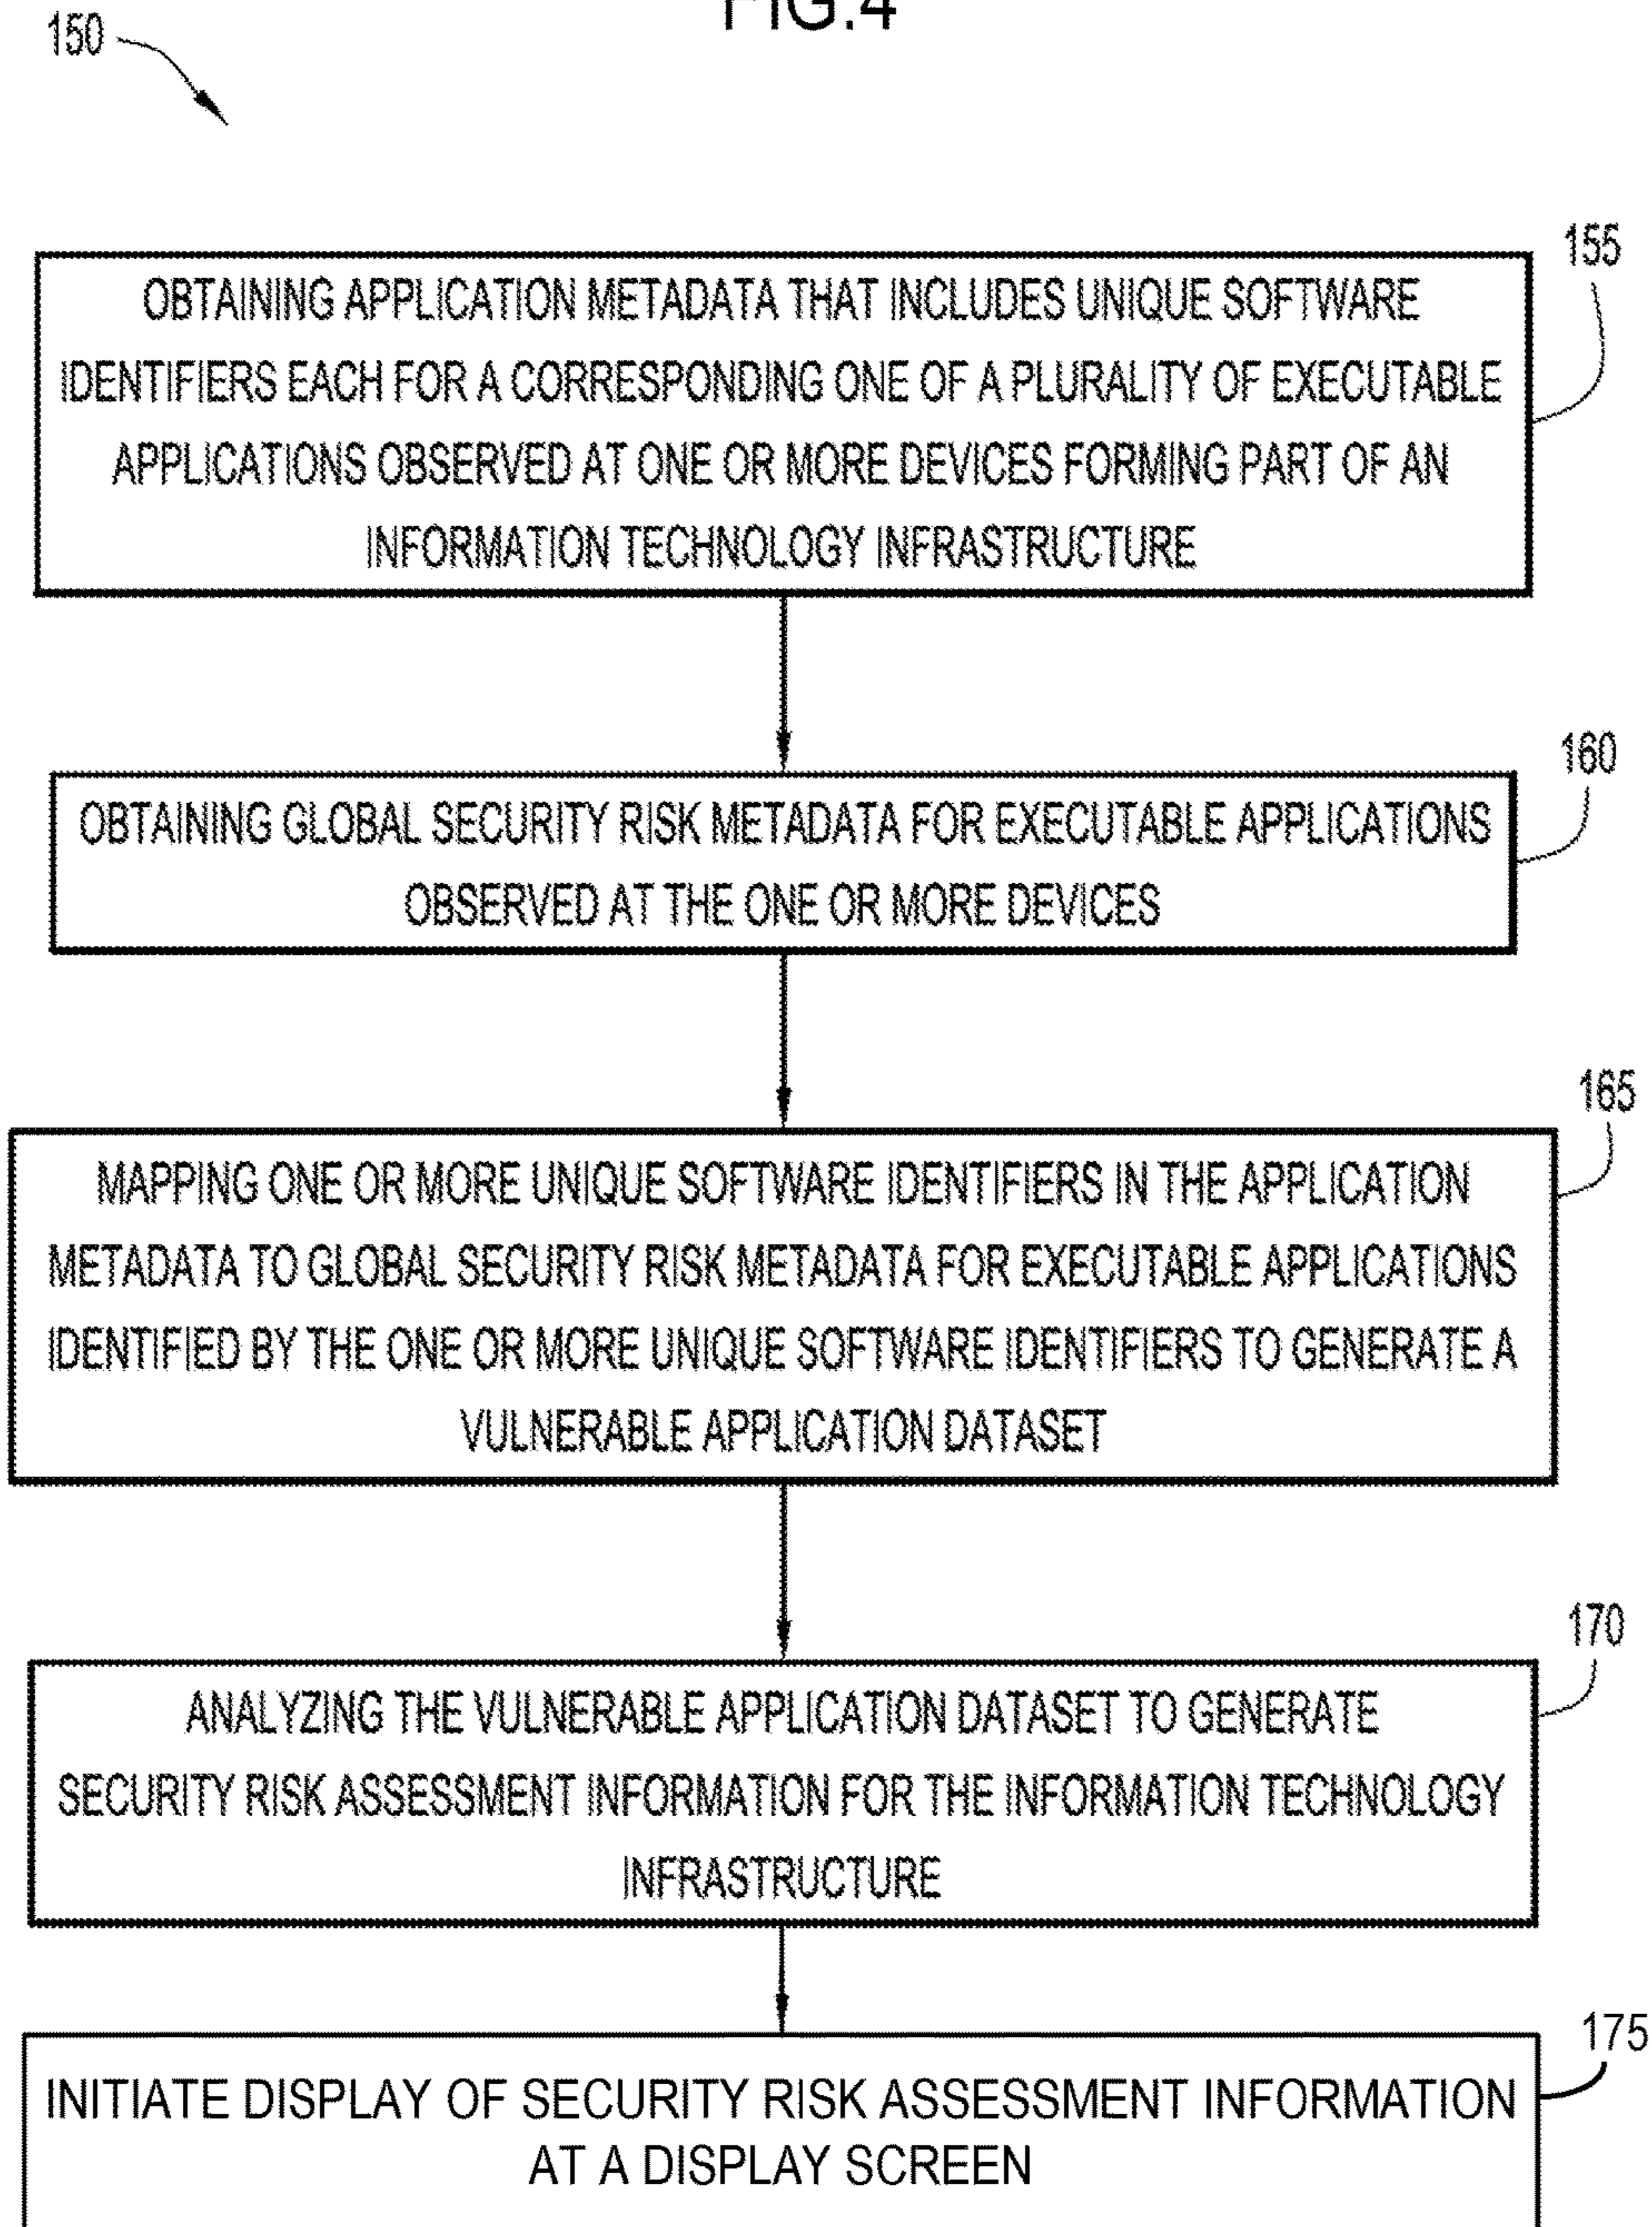 FIG.4
150
155
OBTAINING APPLICATION METADATA THAT INCLUDES UNIQUE SOFTWARE
IDENTIFIERS EACH FOR A CORRESPONDING ONE OF A PLURALITY OF EXECUTABLE
APPLICATIONS OBSERVED AT ONE OR MORE DEVICES FORMING PART OF AN
INFORMATION TECHNOLOGY INFRASTRUCTURE
160
OBTAINING GLOBAL SECURITY RISK METADATA FOR EXECUTABLE APPLICATIONS
OBSERVED AT THE ONE OR MORE DEVICES
165
MAPPING ONE OR MORE UNIQUE SOFTWARE IDENTIFIERS IN THE APPLICATION
METADATA TO GLOBAL SECURITY RISK METADATA FOR EXECUTABLE APPLICATIONS
IDENTIFIED BY THE ONE OR MORE UNIQUE SOFTWARE IDENTIFIERS TO GENERATE A
VULNERABLE APPLICATION DATASET
170
ANALYZING THE VULNERABLE APPLICATION DATASET TO GENERATE
SECURITY RISK ASSESSMENT INFORMATION FOR THE INFORMATION TECHNOLOGY
INFRASTRUCTURE
175
INITIATE DISPLAY OF SECURITY RISK ASSESSMENT INFORMATION
AT A DISPLAY SCREEN